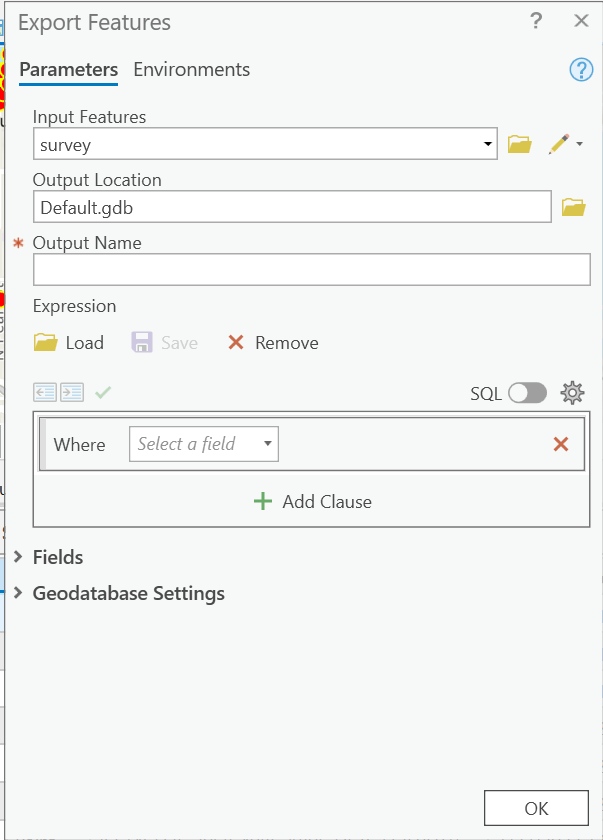 Export Features ? ×
Parameters Environments ?
Input Features
survey
Output Location
Default.gdb
* Output Name
Expression
Load Save Remove
SQL
Where Select a field
Add Clause
Fields
Geodatabase Settings
OK